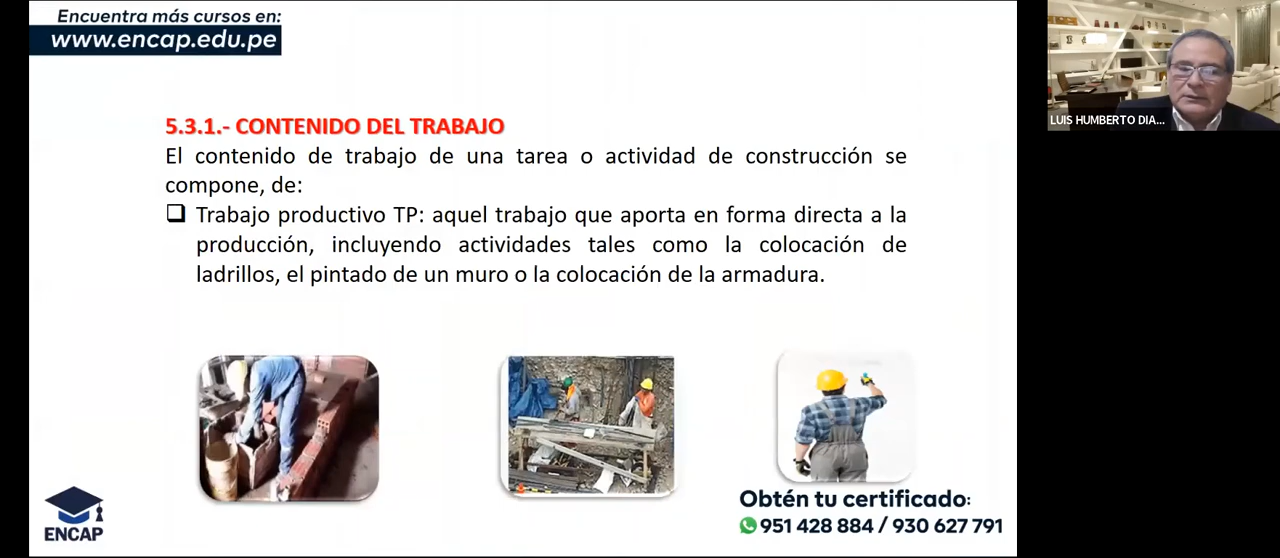 Encuentra más cursos en:
www.encap.edu.pe
LUIS HUMBERTO DIA...
5.3.1.- CONTENIDO DEL TRABAJO
El contenido de trabajo de una tarea o actividad de construcción se
compone, de:
Trabajo productivo TP: aquel trabajo que aporta en forma directa a la
producción, incluyendo actividades tales como la colocación de
ladrillos, el pintado de un muro o la colocación de la armadura.
ENCAP
Obtén tu certificado:
951 428 884 / 930 627 791